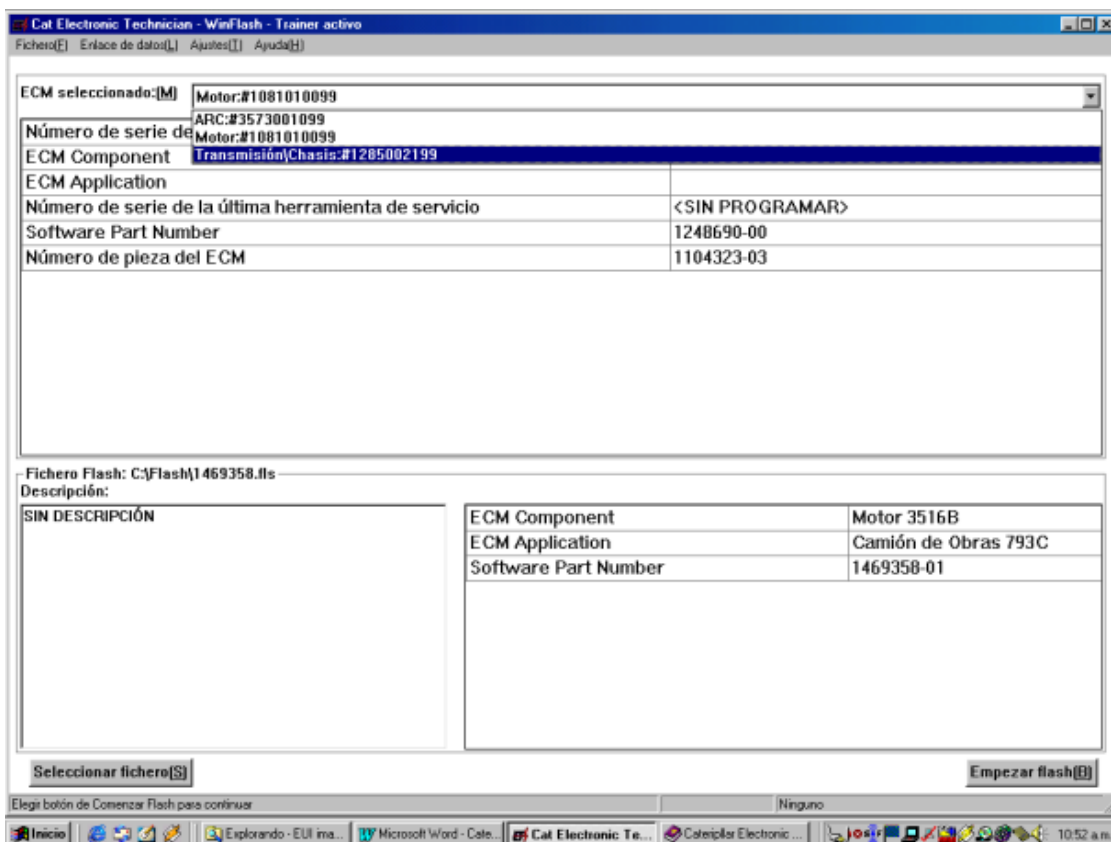 Cat Electronic Technician - WinFlash - Trainer activo
Fichero(F) Enlace de datos(L) Ajustes(T) Ayuda(H)
ECM seleccionado:(M) Motor:#1081010099
ARC:#3573001099
Número de serie de Motor:#1081010099
ECM Component Transmisión\Chasis:#1285002199
ECM Application
Número de serie de la última herramienta de servicio <SIN PROGRAMAR>
Software Part Number 1248690-00
Número de pieza del ECM 1104323-03
Fichero Flash: C:\Flash\1469358.fls
Descripción:
SIN DESCRIPCIÓN
ECM Component Motor 3516B
ECM Application Camión de Obras 793C
Software Part Number 1469358-01
Seleccionar fichero(S) Empezar flash(B)
Elegir botón de Comenzar Flash para continuar Ninguno
Inicio Explorando - EUI ima... Microsoft Word - Cate... Cat Electronic Te... Caterpilar Electronic ... 10:52 a.m.